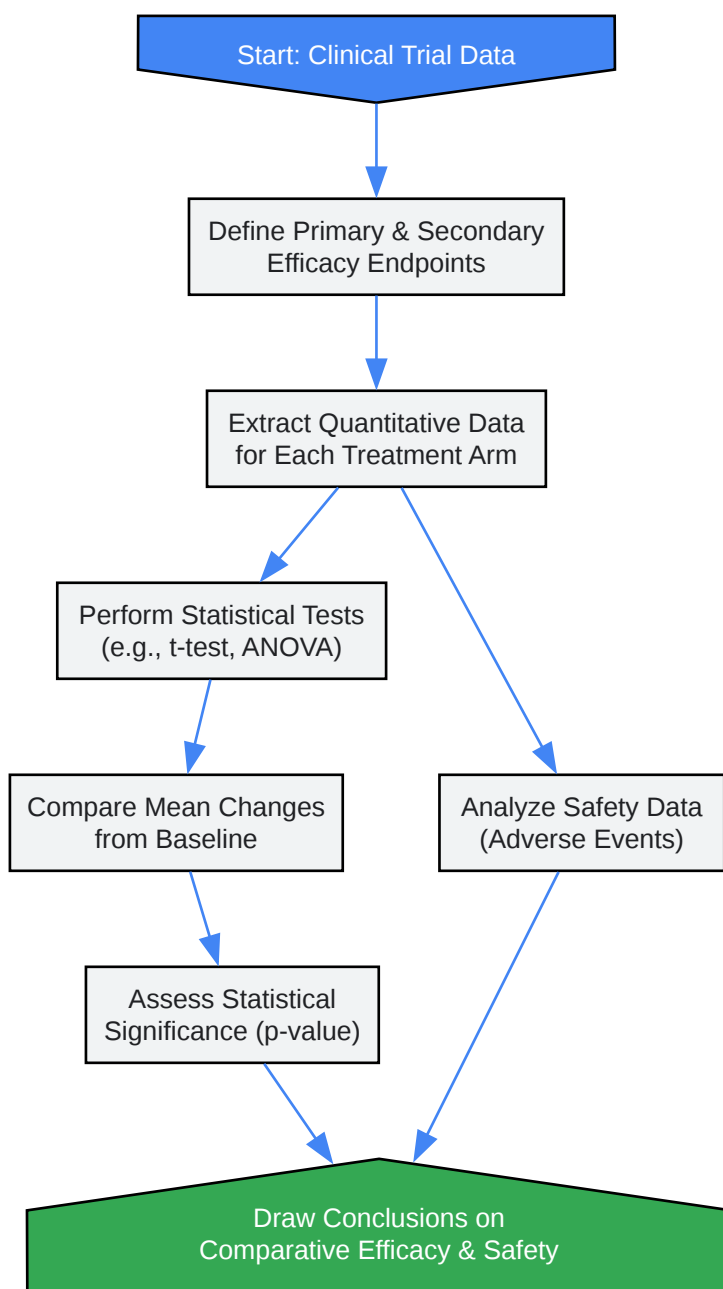 Start: Clinical Trial Data
Define Primary & Secondary
Efficacy Endpoints
Extract Quantitative Data
for Each Treatment Arm
Perform Statistical Tests
(e.g., t-test, ANOVA)
Compare Mean Changes
from Baseline
Analyze Safety Data
(Adverse Events)
Assess Statistical
Significance (p-value)
Draw Conclusions on
Comparative Efficacy & Safety